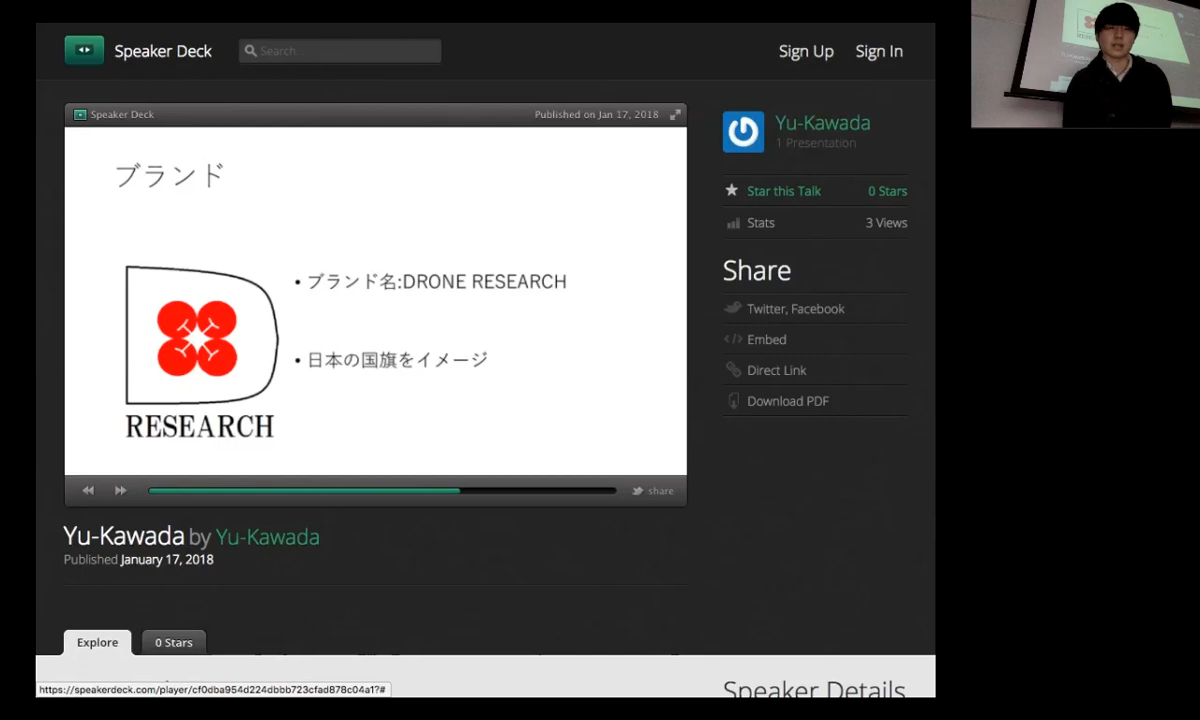 Speaker Deck
Search...
Sign Up
Sign In
Speaker Deck
Published on Jan 17, 2018
ブランド
• ブランド名:DRONE RESEARCH
• 日本の国旗をイメージ
RESEARCH
share
Yu-Kawada
1 Presentation
Star this Talk
0 Stars
Stats
3 Views
Share
Twitter, Facebook
Embed
Direct Link
Download PDF
Yu-Kawada by Yu-Kawada
Published January 17, 2018
Explore
0 Stars
https://speakerdeck.com/player/cf0dba954d224dbbb723cfad878c04a1?#
Speaker Details